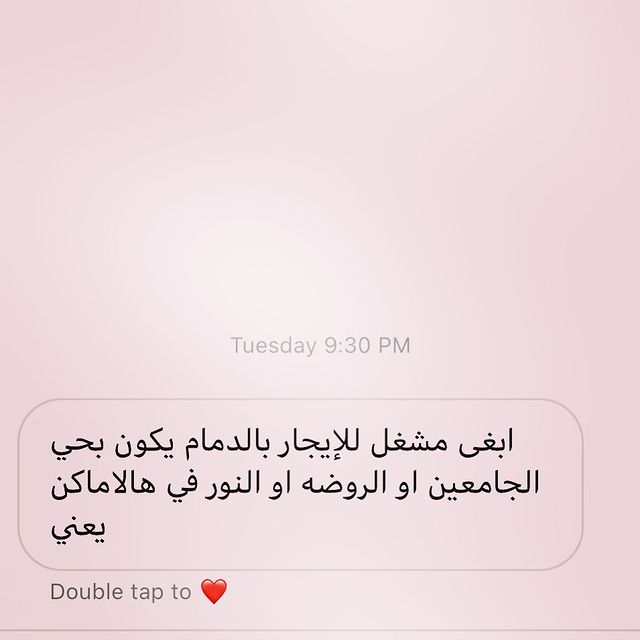 Tuesday 9:30 PM
ابغى مشغل للإيجار بالدمام يكون بحي
الجامعين او الروضه او النور في هالاماكن
يعني
Double tap to ❤️